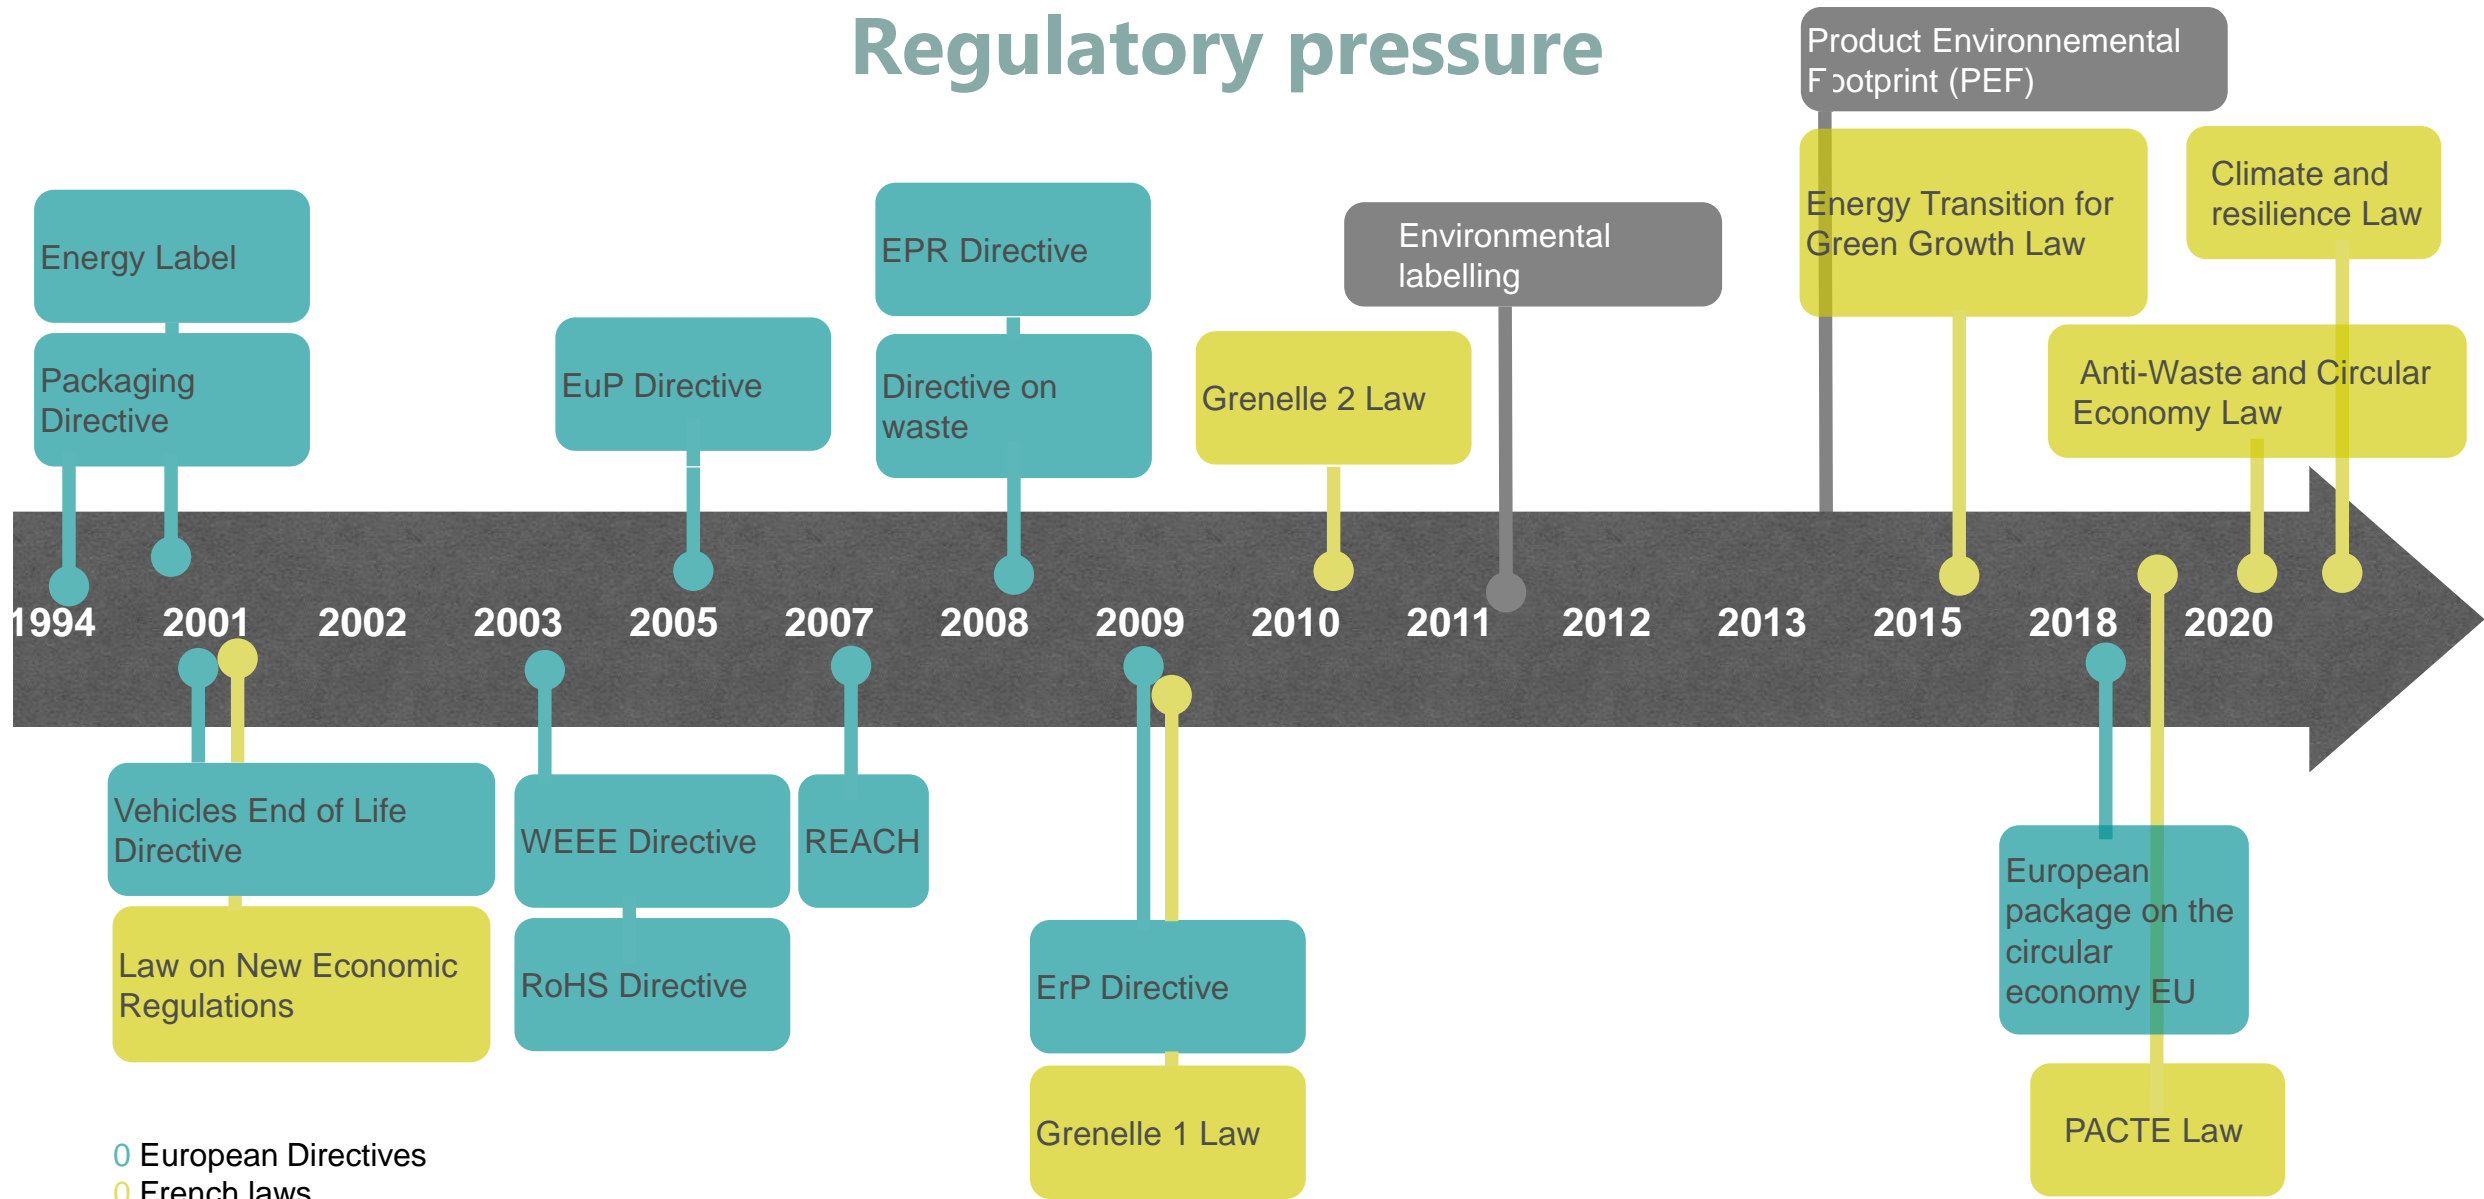 Regulatory pressure
Product Environnemental
Footprint (PEF)
Energy Label
Packaging
Directive
EuP Directive
EPR Directive
Directive on
waste
Grenelle 2 Law
Environmental
labelling
Energy Transition for
Green Growth Law
Climate and
resilience Law
Anti-Waste and Circular
Economy Law
1994 2001 2002 2003 2005 2007 2008 2009 2010 2011 2012 2013 2015 2018 2020
Vehicles End of Life
Directive
Law on New Economic
Regulations
WEEE Directive
RoHS Directive
REACH
ErP Directive
Grenelle 1 Law
European
package on the
circular
economy EU
PACTE Law
0 European Directives
0 French laws